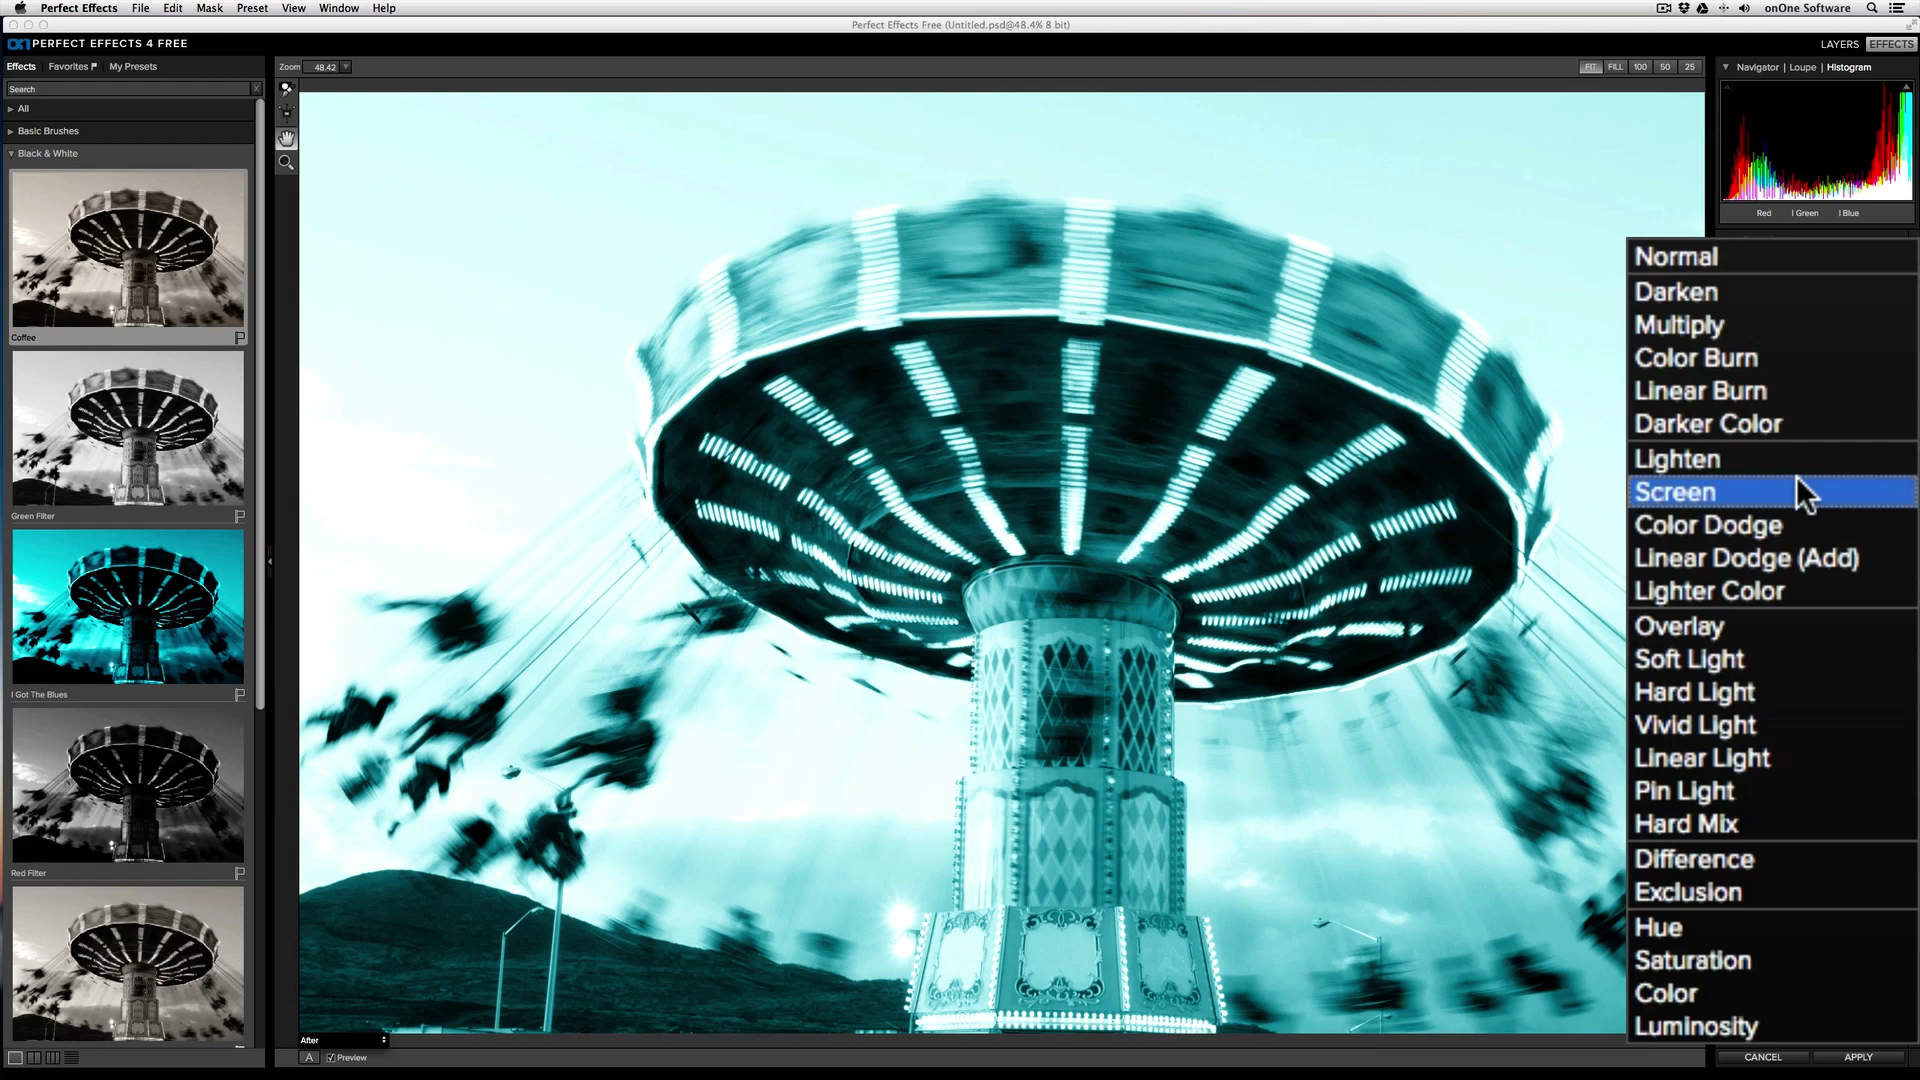 Perfect Effects File Edit Mask Preset View Window Help onOne Software
Perfect Effects Free (Untitled.psd@48.4% 8 bit)
on PERFECT EFFECTS 4 FREE LAYERS EFFECTS
Effects Favorites My Presets
Zoom 48.42 FIT FILL 100 50 25
Navigator | Loupe | Histogram
Search X
All
Basic Brushes
Black & White
Coffee
Green Filter
I Got The Blues
Red Filter
Red | Green | Blue
Normal
Darken
Multiply
Color Burn
Linear Burn
Darker Color
Lighten
Screen
Color Dodge
Linear Dodge (Add)
Lighter Color
Overlay
Soft Light
Hard Light
Vivid Light
Linear Light
Pin Light
Hard Mix
Difference
Exclusion
Hue
Saturation
Color
Luminosity
After
A Preview
CANCEL APPLY